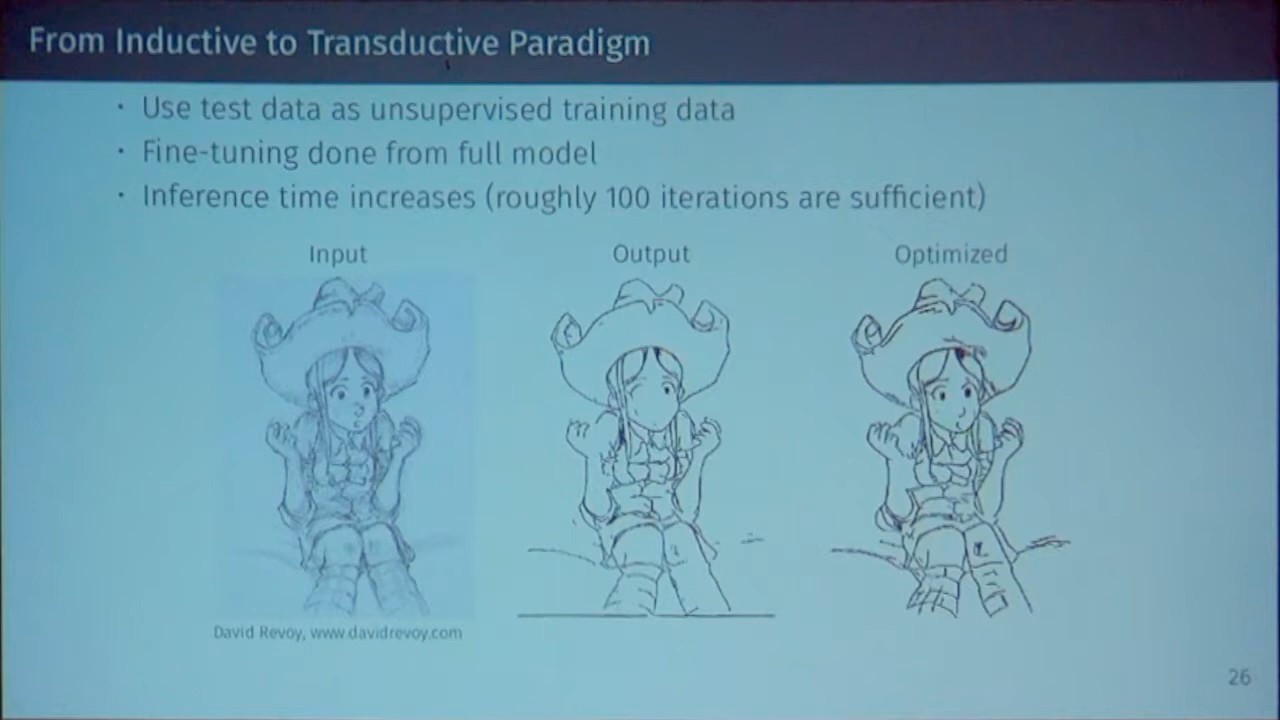 From Inductive to Transductive Paradigm
· Use test data as unsupervised training data
· Fine-tuning done from full model
· Inference time increases (roughly 100 iterations are sufficient)
Input Output Optimized
David Revoy, www.davidrevoy.com
26